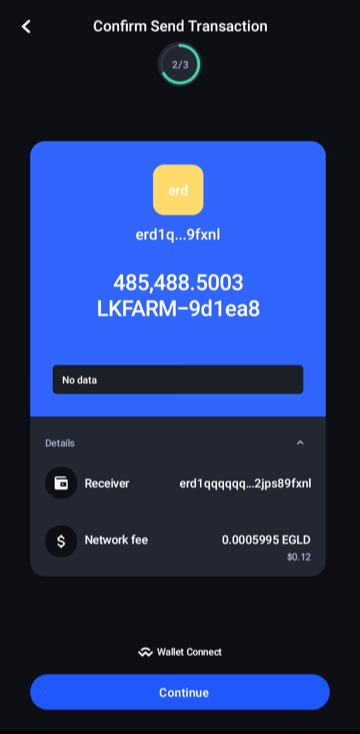 Confirm Send Transaction
2/3
erd
erd1q...9fxnl
485,488.5003
LKFARM-9d1ea8
No data
Details
Receiver erd1qqqqqq...2jps89fxnl
Network fee 0.0005995 EGLD
$0.12
Wallet Connect
Continue